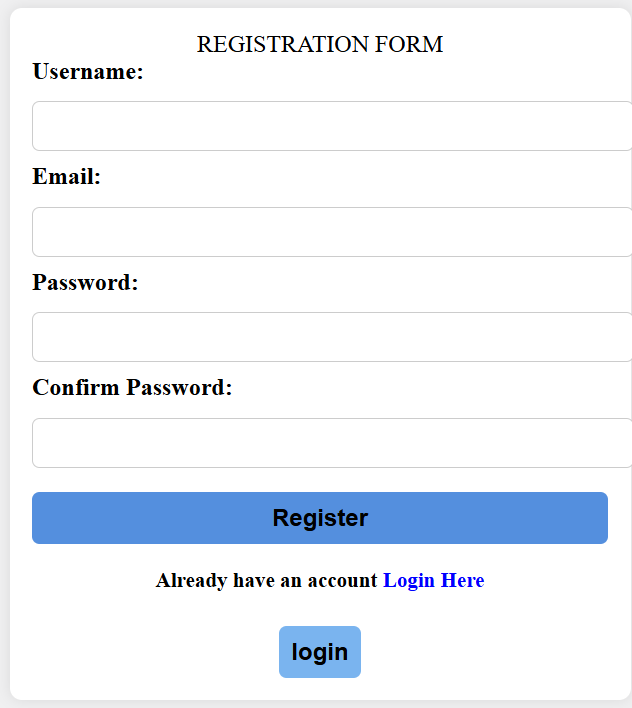 REGISTRATION FORM
Username:
Email:
Password:
Confirm Password:
Register
Already have an account Login Here
login